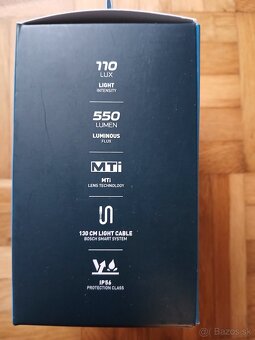 110
LUX
LIGHT
INTENSITY
550
LUMEN
LUMINOUS
FLUX
MTi
MTI
LENS TECHNOLOGY
130 CM LIGHT CABLE
BOSCH SMART SYSTEM
IP56
PROTECTION CLASS
Bazos.sk